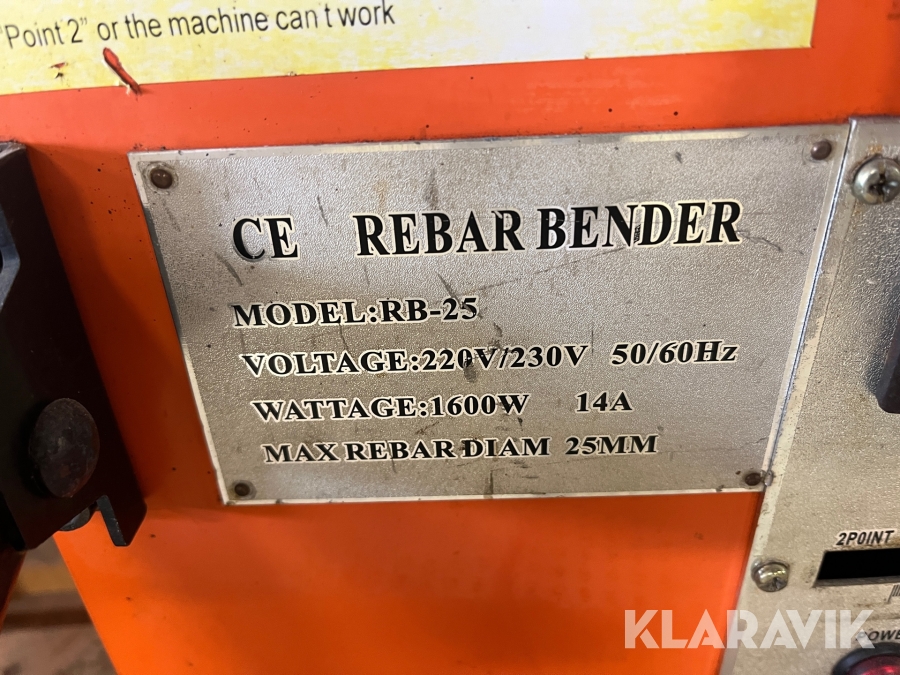 "Point 2" or the machine can t work
CE REBAR BENDER
MODEL:RB-25
VOLTAGE:220V/230V 50/60Hz
WATTAGE:1600W 14A
MAX REBAR DIAM 25MM
2POINT
POWE
KLARAVIK